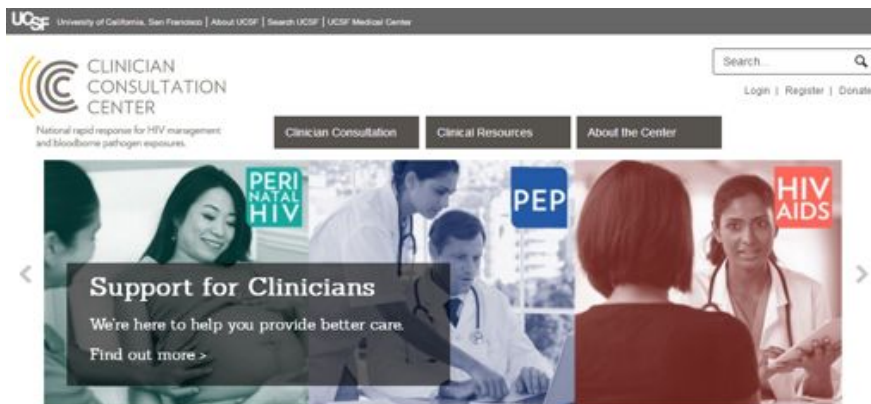 UCSF University of California, San Francisco | About UCSF | Search UCSF | UCSF Medical Center
Search...
Login | Register | Donate
CLINICIAN
CONSULTATION
CENTER
National rapid response for HIV management
and bloodborne pathogen exposures.
Clinician Consultation
Clinical Resources
About the Center
PERI
NATAL
HIV
PEP
HIV
AIDS
Support for Clinicians
We're here to help you provide better care.
Find out more >